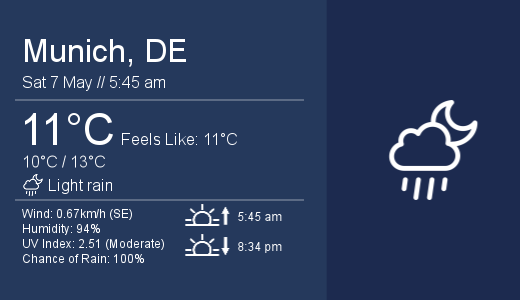 Munich, DE
Sat 7 May // 5:45 am
11°C Feels Like: 11°C
10°C / 13°C
Light rain
Wind: 0.67km/h (SE)
Humidity: 94%
UV Index: 2.51 (Moderate)
Chance of Rain: 100%
5:45 am
8:34 pm